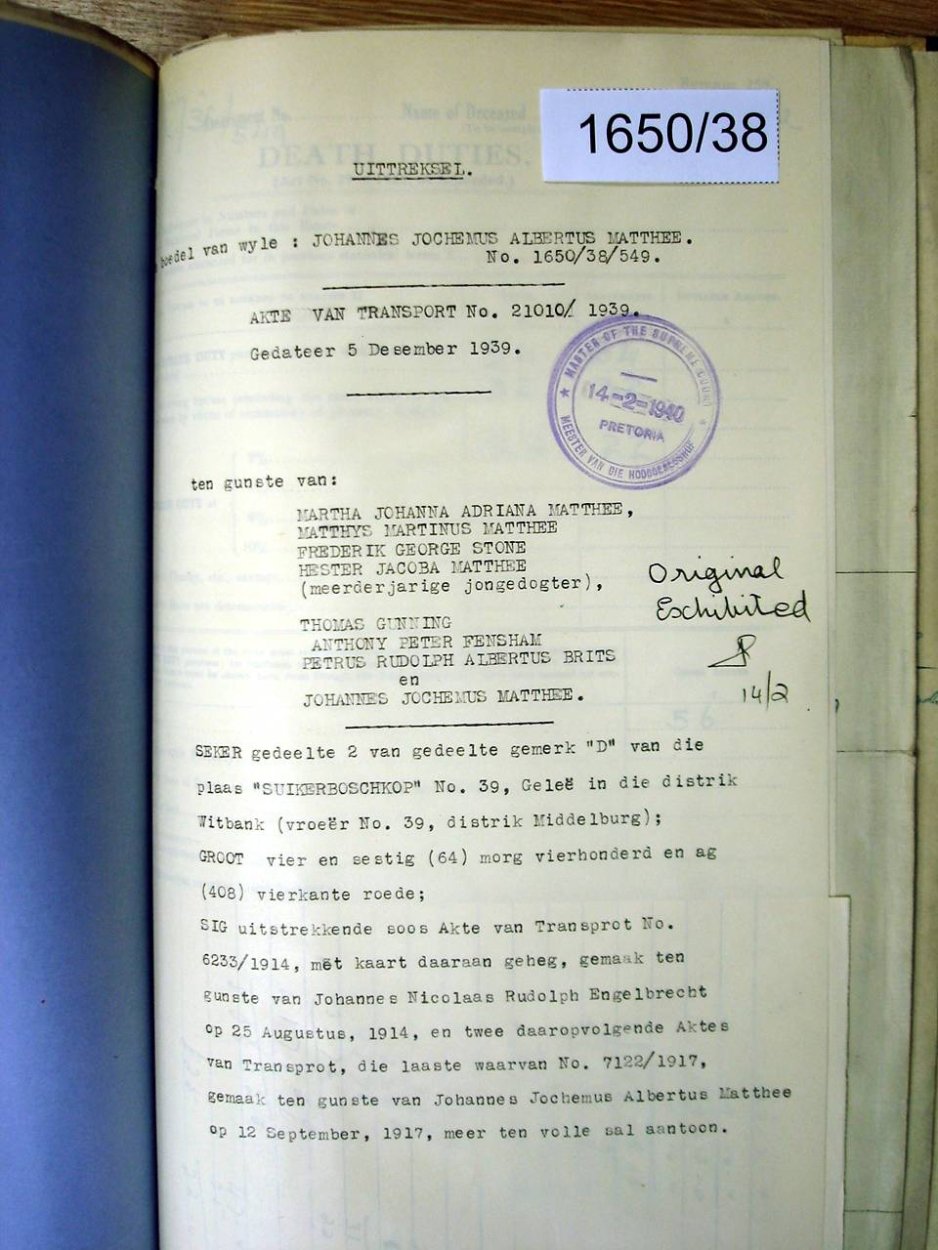 1650/38
Name of Deceased
DEATH DUTIES.
UITTREKSEL.
boedel van wyle : JOHANNES JOCHEMUS ALBERTUS MATTHEE.
No. 1650/38/549.
AKTE VAN TRANSPORT No. 21010/ 1939.
Gedateer 5 Desember 1939.
★ MASTER OF THE SUPREME COURT ★
14-2-1940
PRETORIA
MEESTER VAN DIE HOOGGEREGSHOF
ten gunste van:
MARTHA JOHANNA ADRIANA MATTHEE,
MATTHYS MARTINUS MATTHEE
FREDERIK GEORGE STONE
HESTER JACOBA MATTHEE
(meerderjarige jongedogter),
Original
Exhibited
14/2
THOMAS GUNNING
ANTHONY PETER FENSHAM
PETRUS RUDOLPH ALBERTUS BRITS
en
JOHANNES JOCHEMUS MATTHEE.
SEKER gedeelte 2 van gedeelte gemerk "D" van die
plaas "SUIKERBOSCHKOP" No. 39, Geleë in die distrik
Witbank (vroeër No. 39, distrik Middelburg);
GROOT vier en sestig (64) morg vierhonderd en ag
(408) vierkante roede;
SIG uitstrekkende soos Akte van Transprot No.
6233/1914, mët kaart daaraan geheg, gemaak ten
gunste van Johannes Nicolaas Rudolph Engelbrecht
op 25 Augustus, 1914, en twee daaropvolgende Aktes
van Transprot, die laaste waarvan No. 7122/1917,
gemaak ten gunste van Johannes Jochemus Albertus Matthee
op 12 September, 1917, meer ten volle sal aantoon.